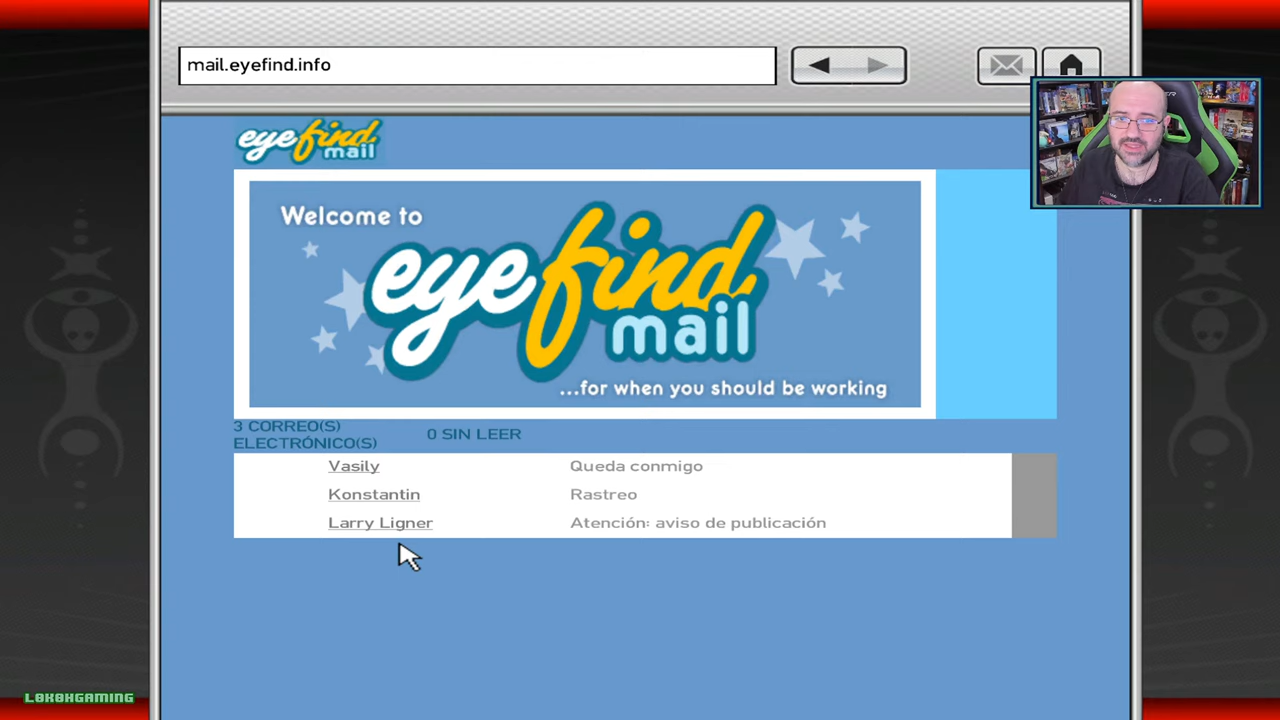 mail.eyefind.info
eyefind.
mail
Welcome to
eyefind.
mail
...for when you should be working
3 CORREO(S)
ELECTRÓNICO(S)
0 SIN LEER
Vasily Queda conmigo
Konstantin Rastreo
Larry Ligner Atención: aviso de publicación
L0K0XGAMING